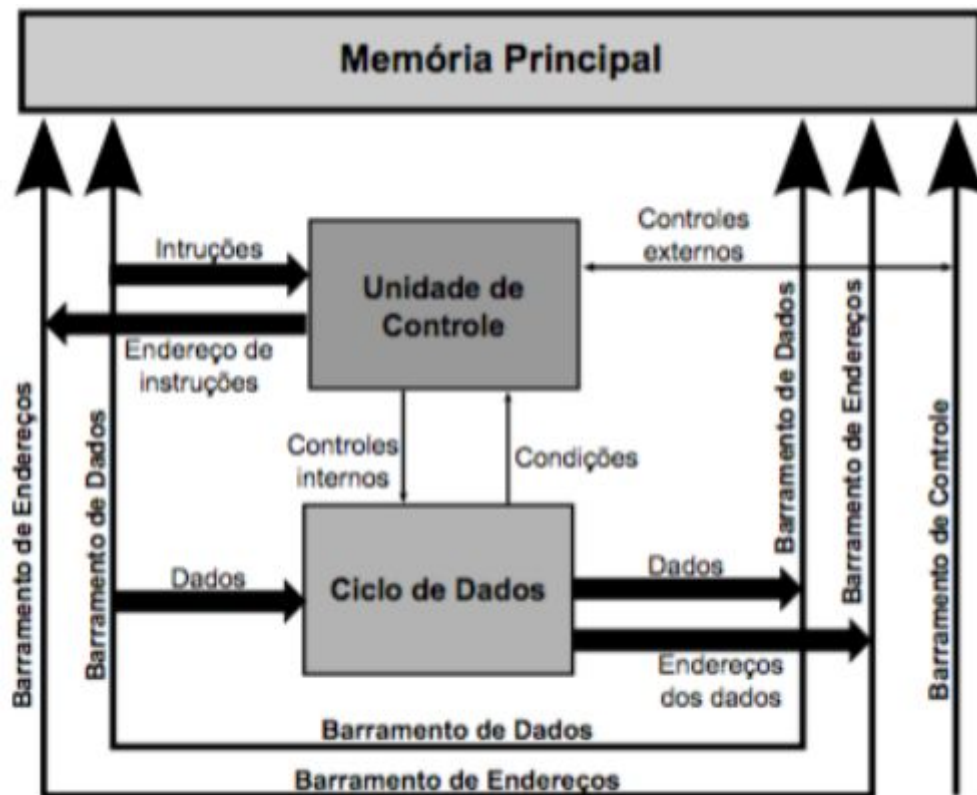 Memória Principal
Intruções
Endereço de
instruções
Unidade de
Controle
Controles
externos
Controles
internos
Condições
Dados
Ciclo de Dados
Dados
Endereços
dos dados
Barramento de Endereços
Barramento de Dados
Barramento de Dados
Barramento de Endereços
Barramento de Controle
Barramento de Dados
Barramento de Endereços